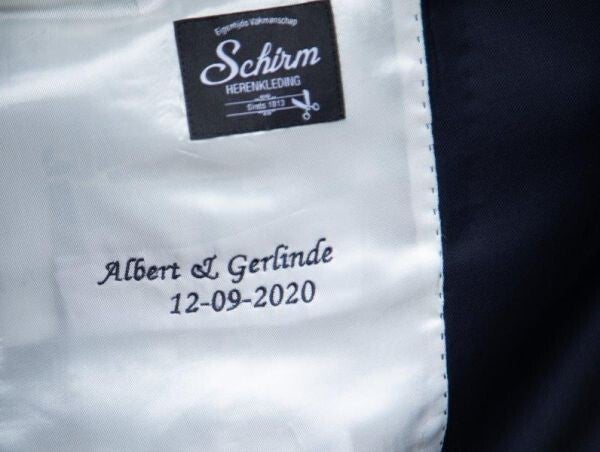 Eigentijds Vakmanschap
Schirm
HERENKLEDING
Sinds 1913
Albert & Gerlinde
12-09-2020